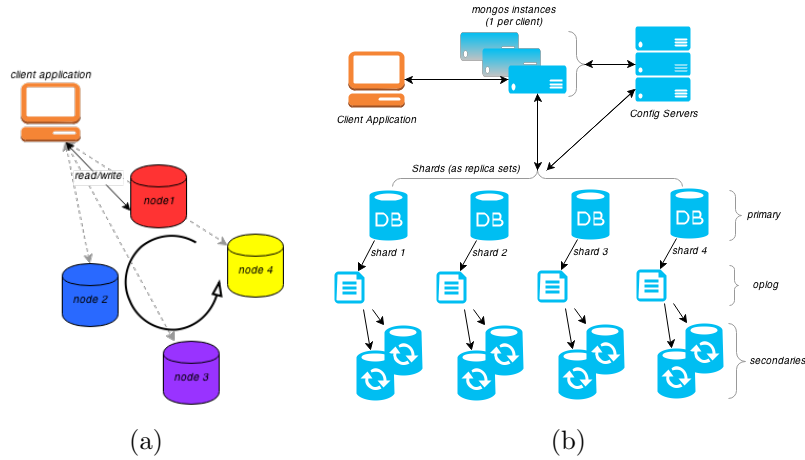 client application
read/write
node1
node 4
node 2
node 3
(a)
mongos instances
(1 per client)
Client Application
Config Servers
Shards (as replica sets)
DB
DB
DB
DB
primary
shard 1
shard 2
shard 3
shard 4
oplog
secondaries
(b)